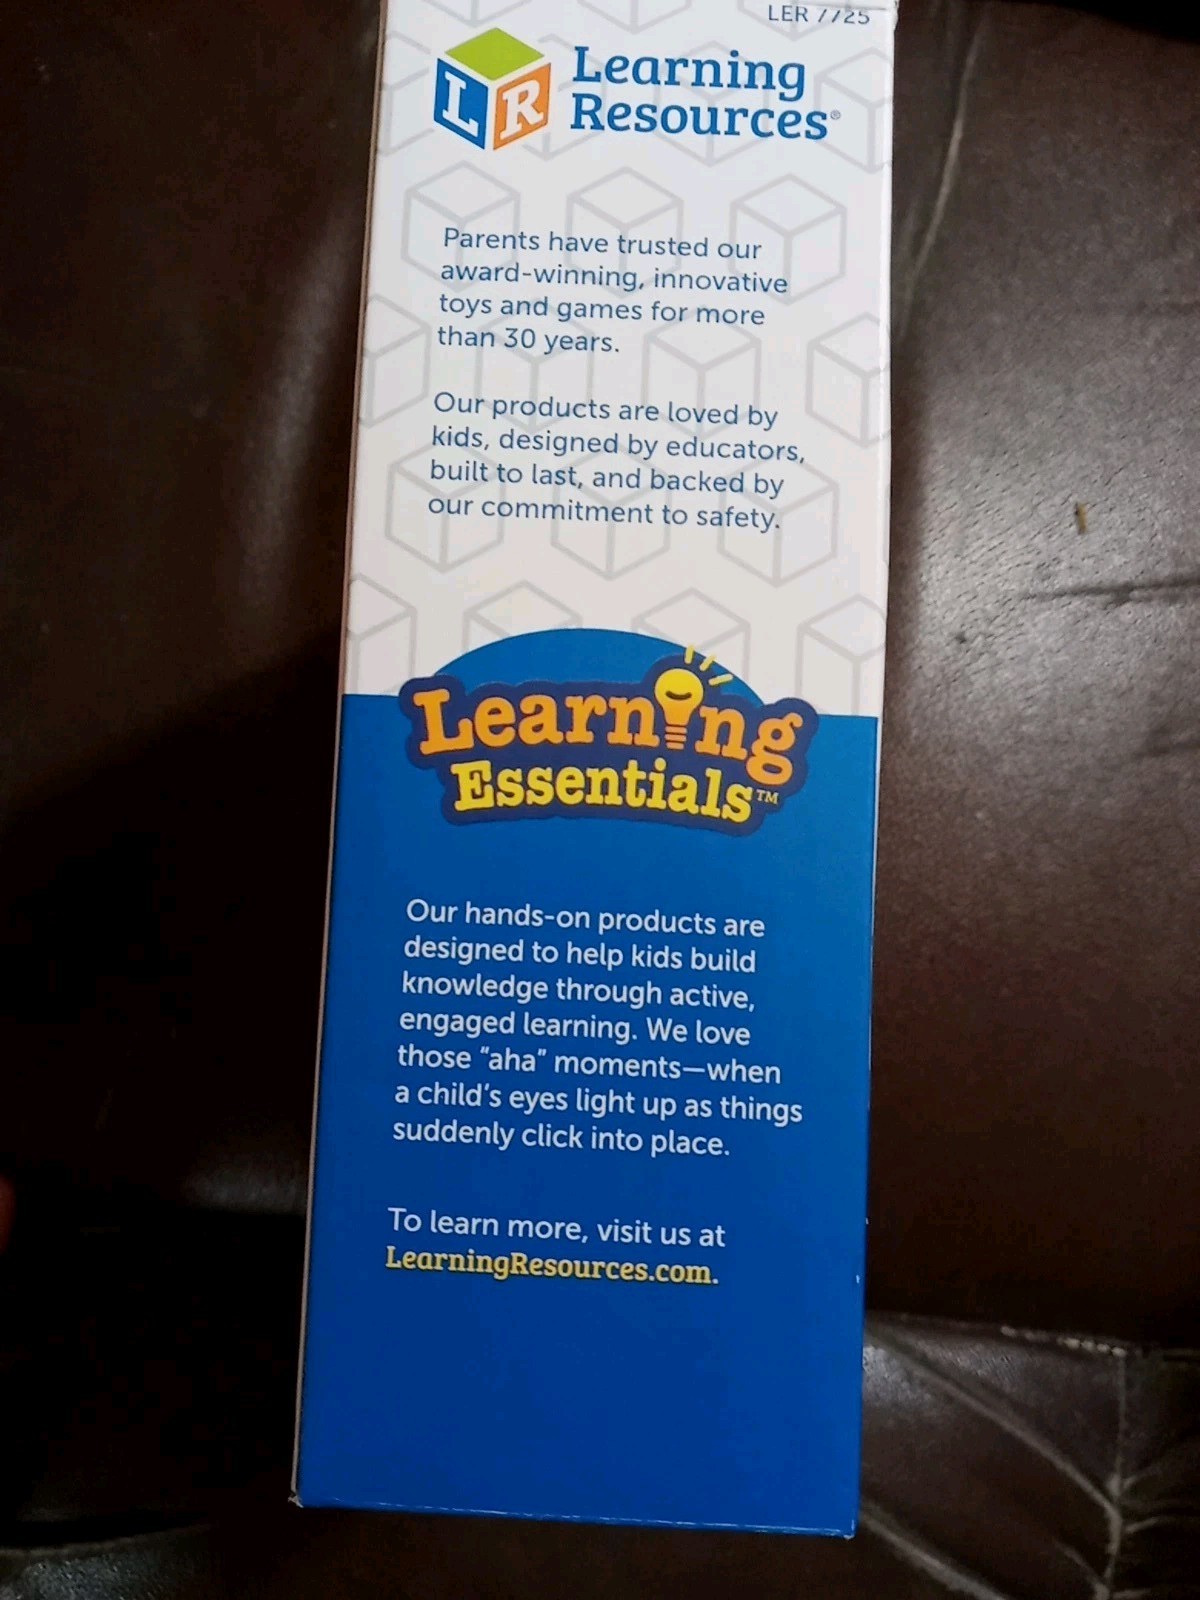 LER 7725
LR
Learning
Resources®
Parents have trusted our
award-winning, innovative
toys and games for more
than 30 years.
Our products are loved by
kids, designed by educators,
built to last, and backed by
our commitment to safety.
Learning
Essentials™
Our hands-on products are
designed to help kids build
knowledge through active,
engaged learning. We love
those "aha" moments—when
a child's eyes light up as things
suddenly click into place.
To learn more, visit us at
LearningResources.com.